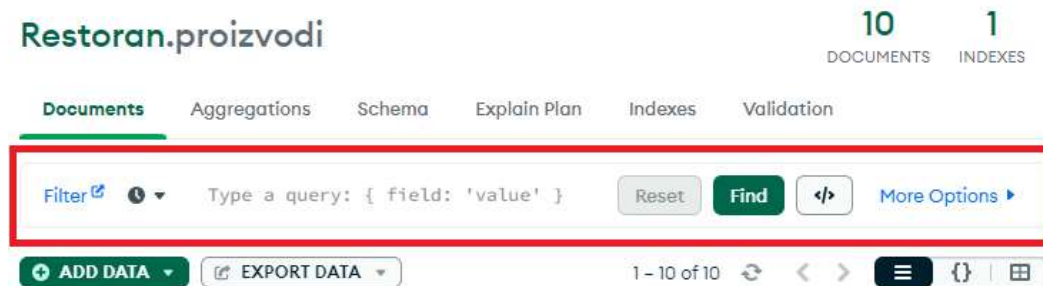 Restoran.proizvodi
10 1
DOCUMENTS INDEXES
Documents Aggregations Schema Explain Plan Indexes Validation
Filter Type a query: { field: 'value' } Reset Find </> More Options
ADD DATA EXPORT DATA 1 – 10 of 10 < > {}